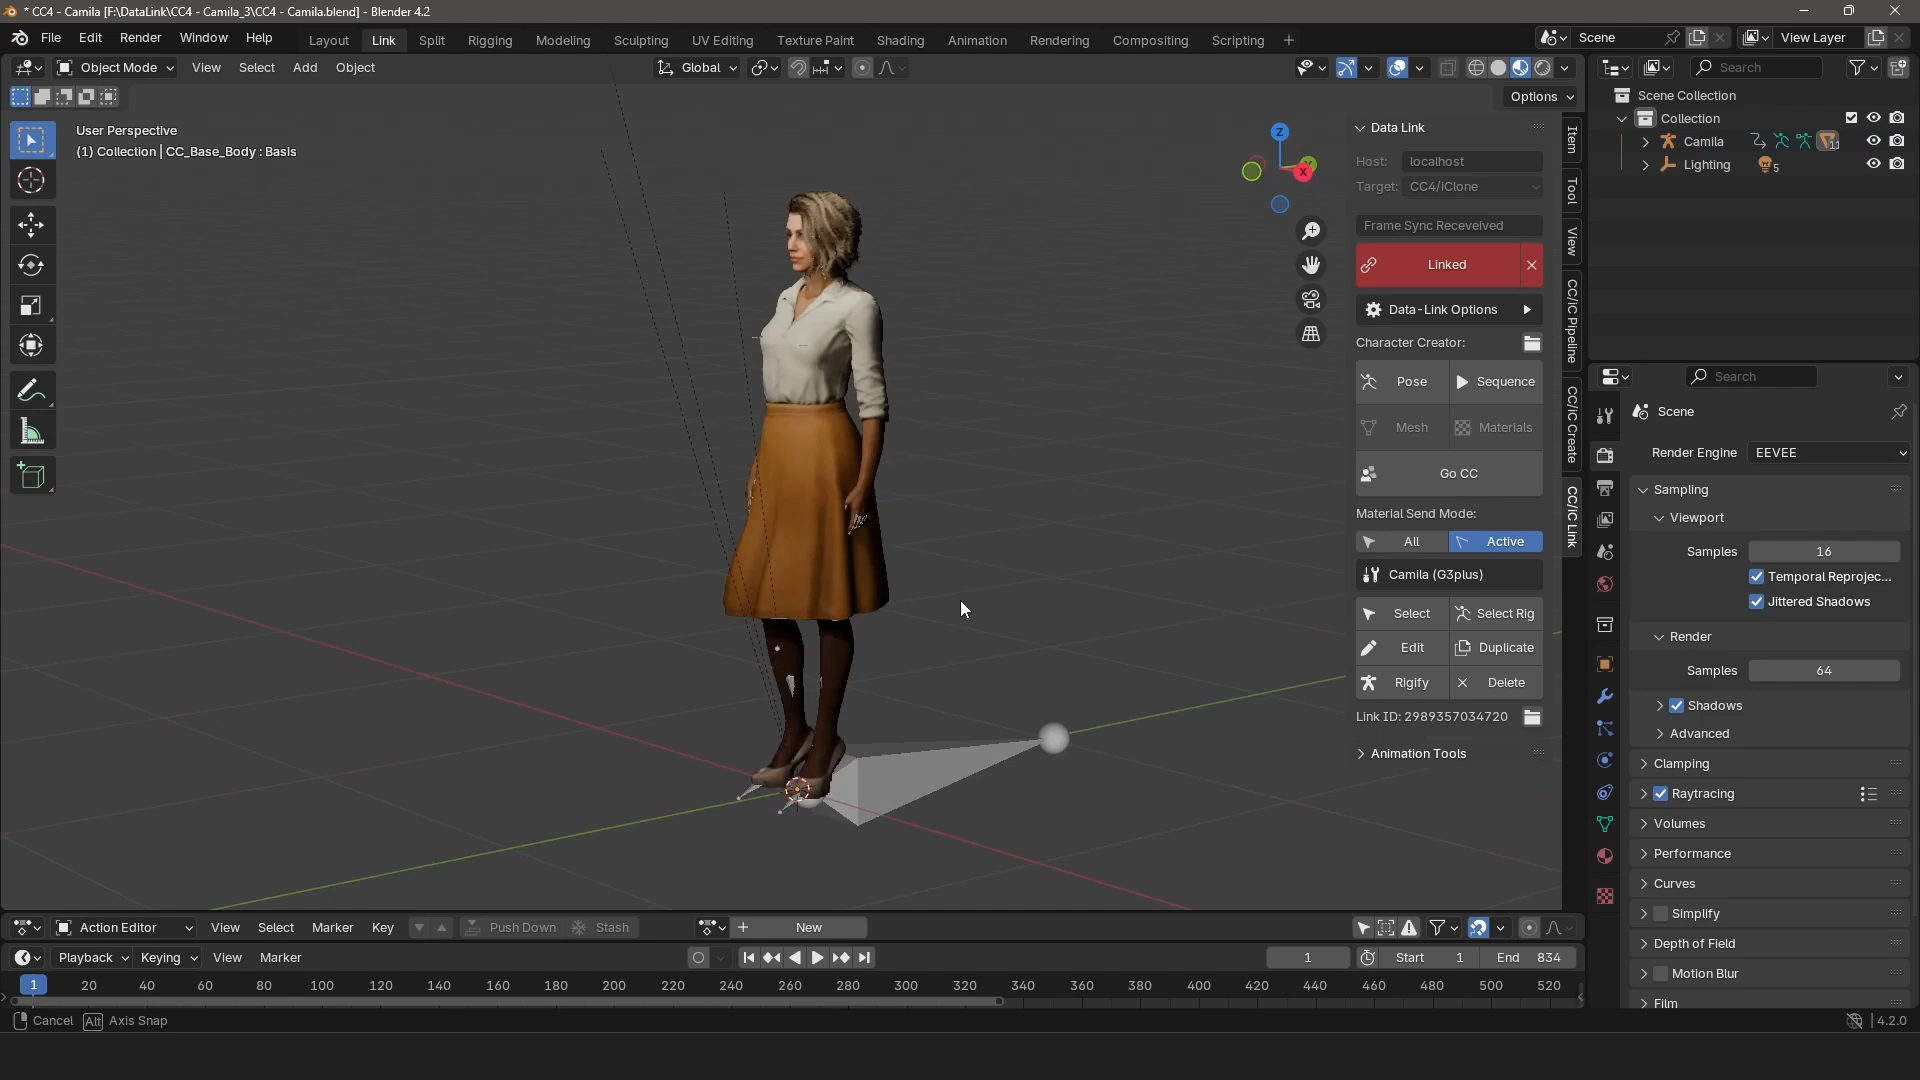 * CC4 - Camila [F:\DataLink\CC4 - Camila_3\CC4 - Camila.blend] - Blender 4.2
File Edit Render Window Help Layout Link Split Rigging Modeling Sculpting UV Editing Texture Paint Shading Animation Rendering Compositing Scripting + Scene View Layer
Object Mode View Select Add Object Global Search
Options
User Perspective
(1) Collection | CC_Base_Body : Basis
Z
Y
X
Data Link
Host: localhost
Target: CC4/iClone
Frame Sync Receveived
Linked
Data-Link Options
Character Creator:
Pose Sequence
Mesh Materials
Go CC
Material Send Mode:
All Active
Camila (G3plus)
Select Select Rig
Edit Duplicate
Rigify Delete
Link ID: 2989357034720
Animation Tools
Item
Tool
View
CC/iC Pipeline
CC/iC Create
CC/iC Link
Scene Collection
Collection
Camila 11
Lighting 5
Search
Scene
Render Engine EEVEE
Sampling
Viewport
Samples 16
Temporal Reprojec...
Jittered Shadows
Render
Samples 64
Shadows
Advanced
Clamping
Raytracing
Volumes
Performance
Curves
Simplify
Depth of Field
Motion Blur
Film
Action Editor View Select Marker Key Push Down Stash New
Playback Keying View Marker 1 Start 1 End 834
1 20 40 60 80 100 120 140 160 180 200 220 240 260 280 300 320 340 360 380 400 420 440 460 480 500 520
Cancel Alt Axis Snap 4.2.0